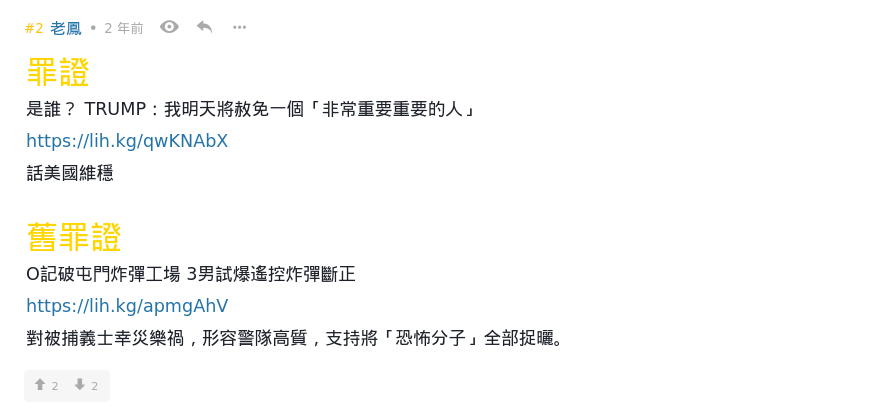 #2 老鳳 • 2 年前
罪證
是誰？ TRUMP：我明天將赦免一個「非常重要重要的人」
https://lih.kg/qwKNAbX
話美國維穩
舊罪證
O記破屯門炸彈工場 3男試爆遙控炸彈斷正
https://lih.kg/apmgAhV
對被捕義士幸災樂禍，形容警隊高質，支持將「恐怖分子」全部捉曬。
2 2